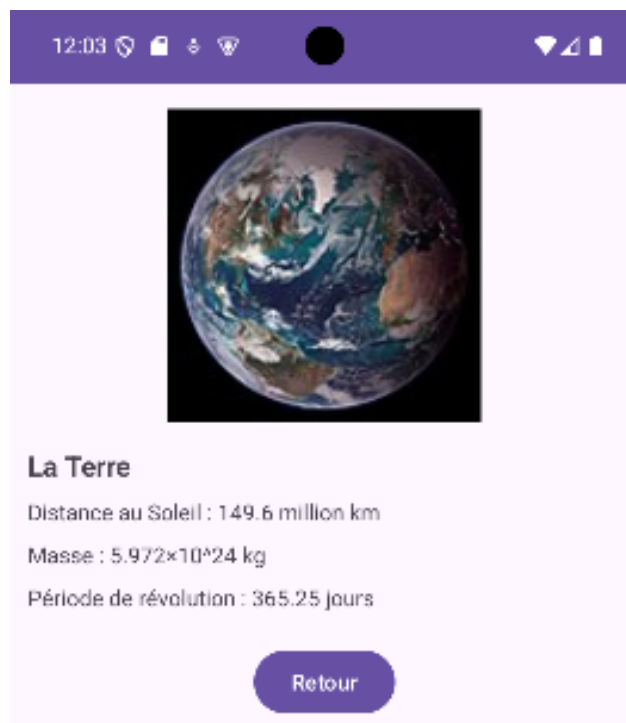 12:03
La Terre
Distance au Soleil : 149.6 million km
Masse : 5.972×10^24 kg
Période de révolution : 365.25 jours
Retour